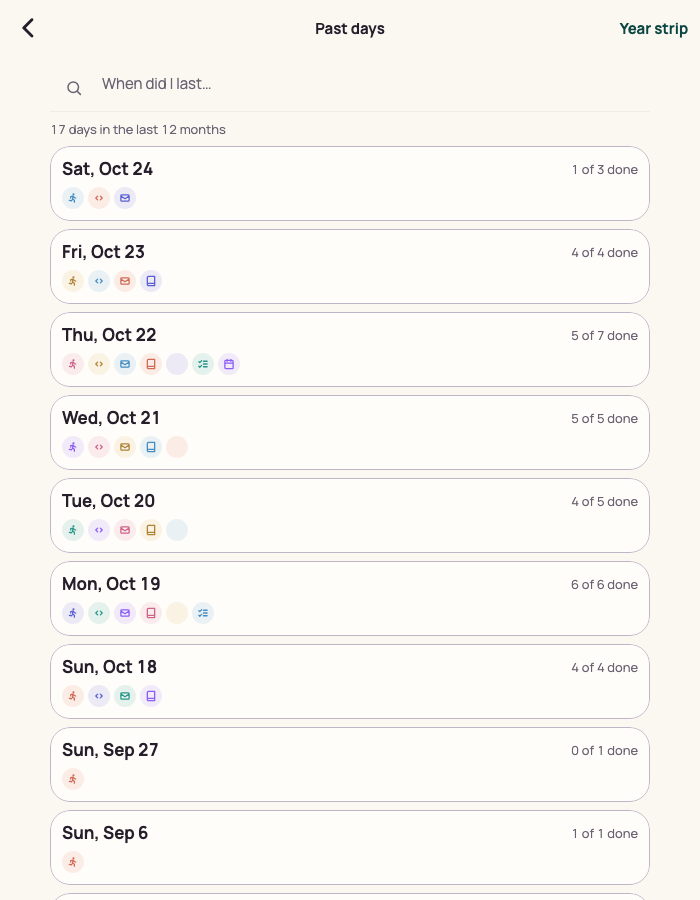 Past days
Year strip
When did I last...
17 days in the last 12 months
Sat, Oct 24
1 of 3 done
Fri, Oct 23
4 of 4 done
Thu, Oct 22
5 of 7 done
Wed, Oct 21
5 of 5 done
Tue, Oct 20
4 of 5 done
Mon, Oct 19
6 of 6 done
Sun, Oct 18
4 of 4 done
Sun, Sep 27
0 of 1 done
Sun, Sep 6
1 of 1 done